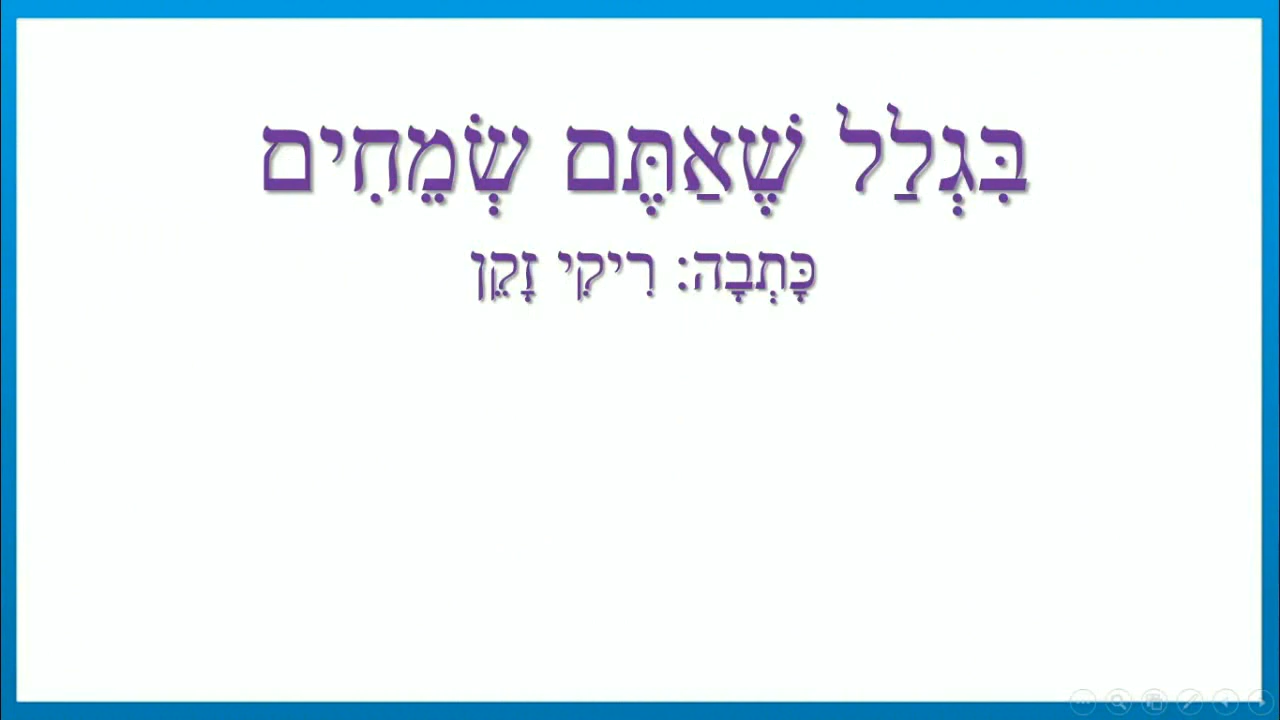 בִּגְלַל שֶׁאַתֶּם שְׂמֵחִים
כָּתְבָה: רִיקִי זָקֵן